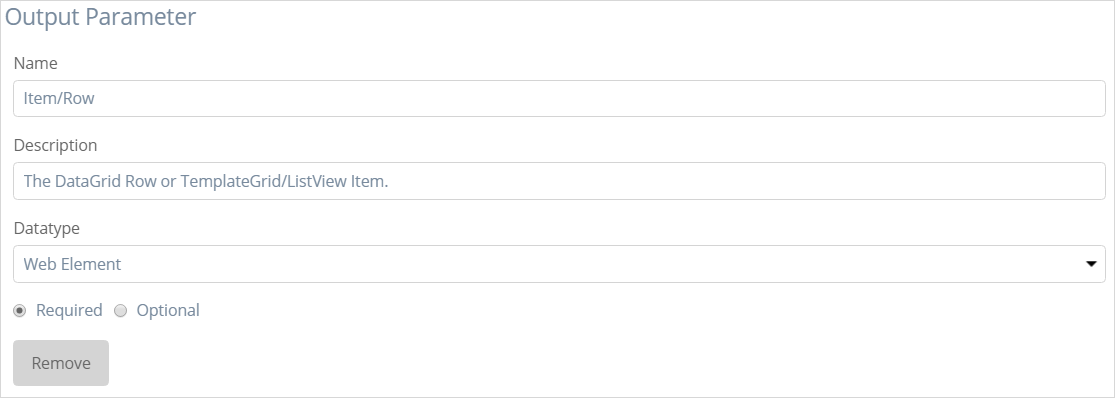 Output Parameter
Name
Item/Row
Description
The DataGrid Row or TemplateGrid/ListView Item.
Datatype
Web Element
Required Optional
Remove